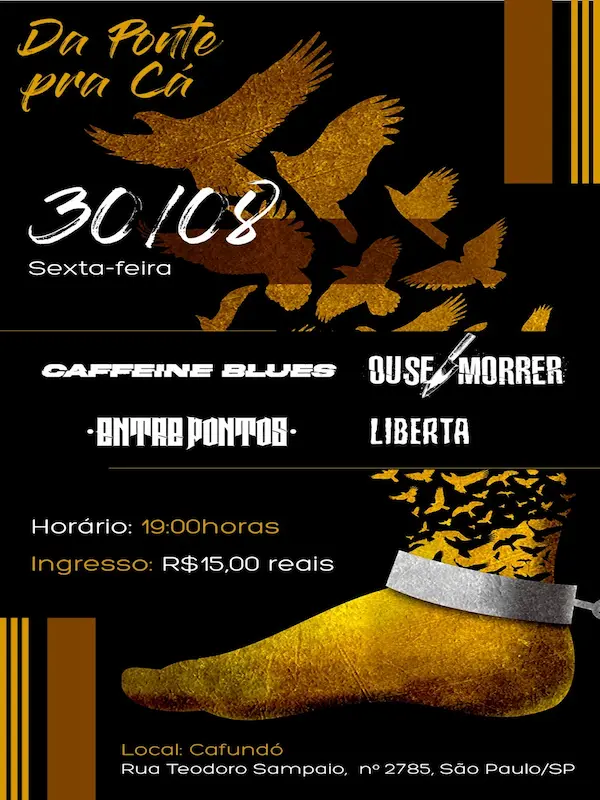 Da Ponte
pra Cá
30/08
Sexta-feira
CAFFEINE BLUES
OUSE MORRER
·ENTRE PONTOS·
LIBERTA
Horário: 19:00horas
Ingresso: R$15,00 reais
Local: Cafundó
Rua Teodoro Sampaio, nº 2785, São Paulo/SP